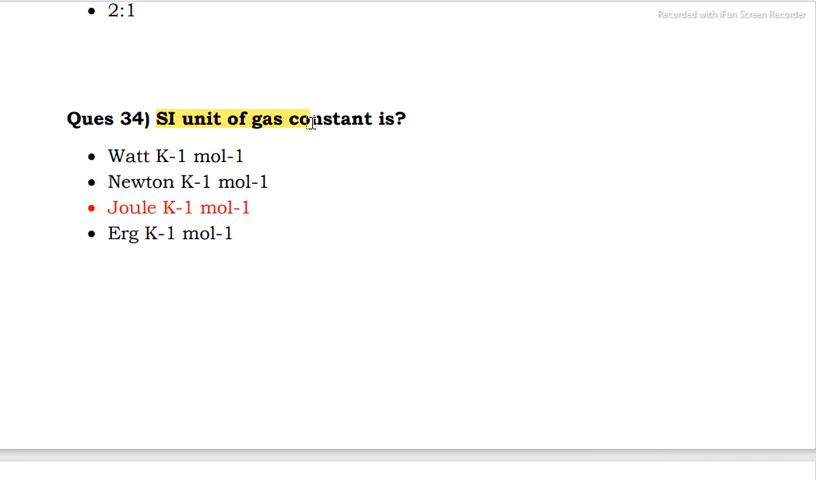 • 2:1
Recorded with iFun Screen Recorder
Ques 34) SI unit of gas constant is?
• Watt K-1 mol-1
• Newton K-1 mol-1
• Joule K-1 mol-1
• Erg K-1 mol-1